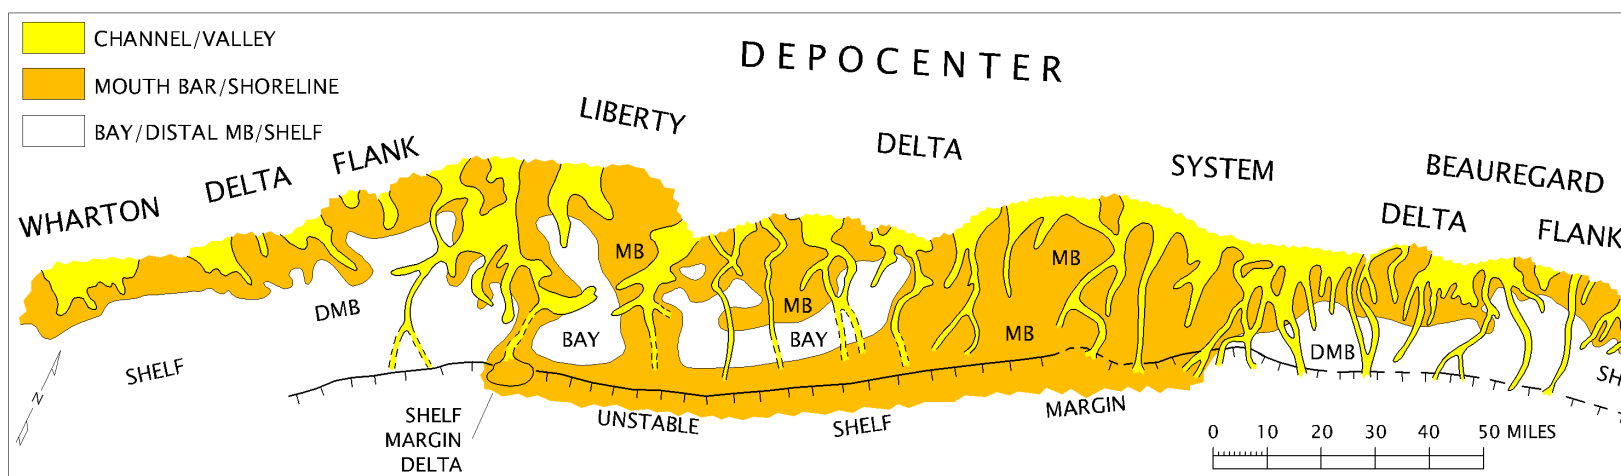 CHANNEL/VALLEY
MOUTH BAR/SHORELINE
BAY/DISTAL MB/SHELF
DEPOCENTER
WHARTON DELTA FLANK
LIBERTY DELTA SYSTEM
BEAUREGARD
DELTA FLANK
MB
MB
MB
MB
DMB
BAY
BAY
DMB
SHELF
SH
N
SHELF
MARGIN
DELTA
UNSTABLE SHELF MARGIN
0 10 20 30 40 50 MILES